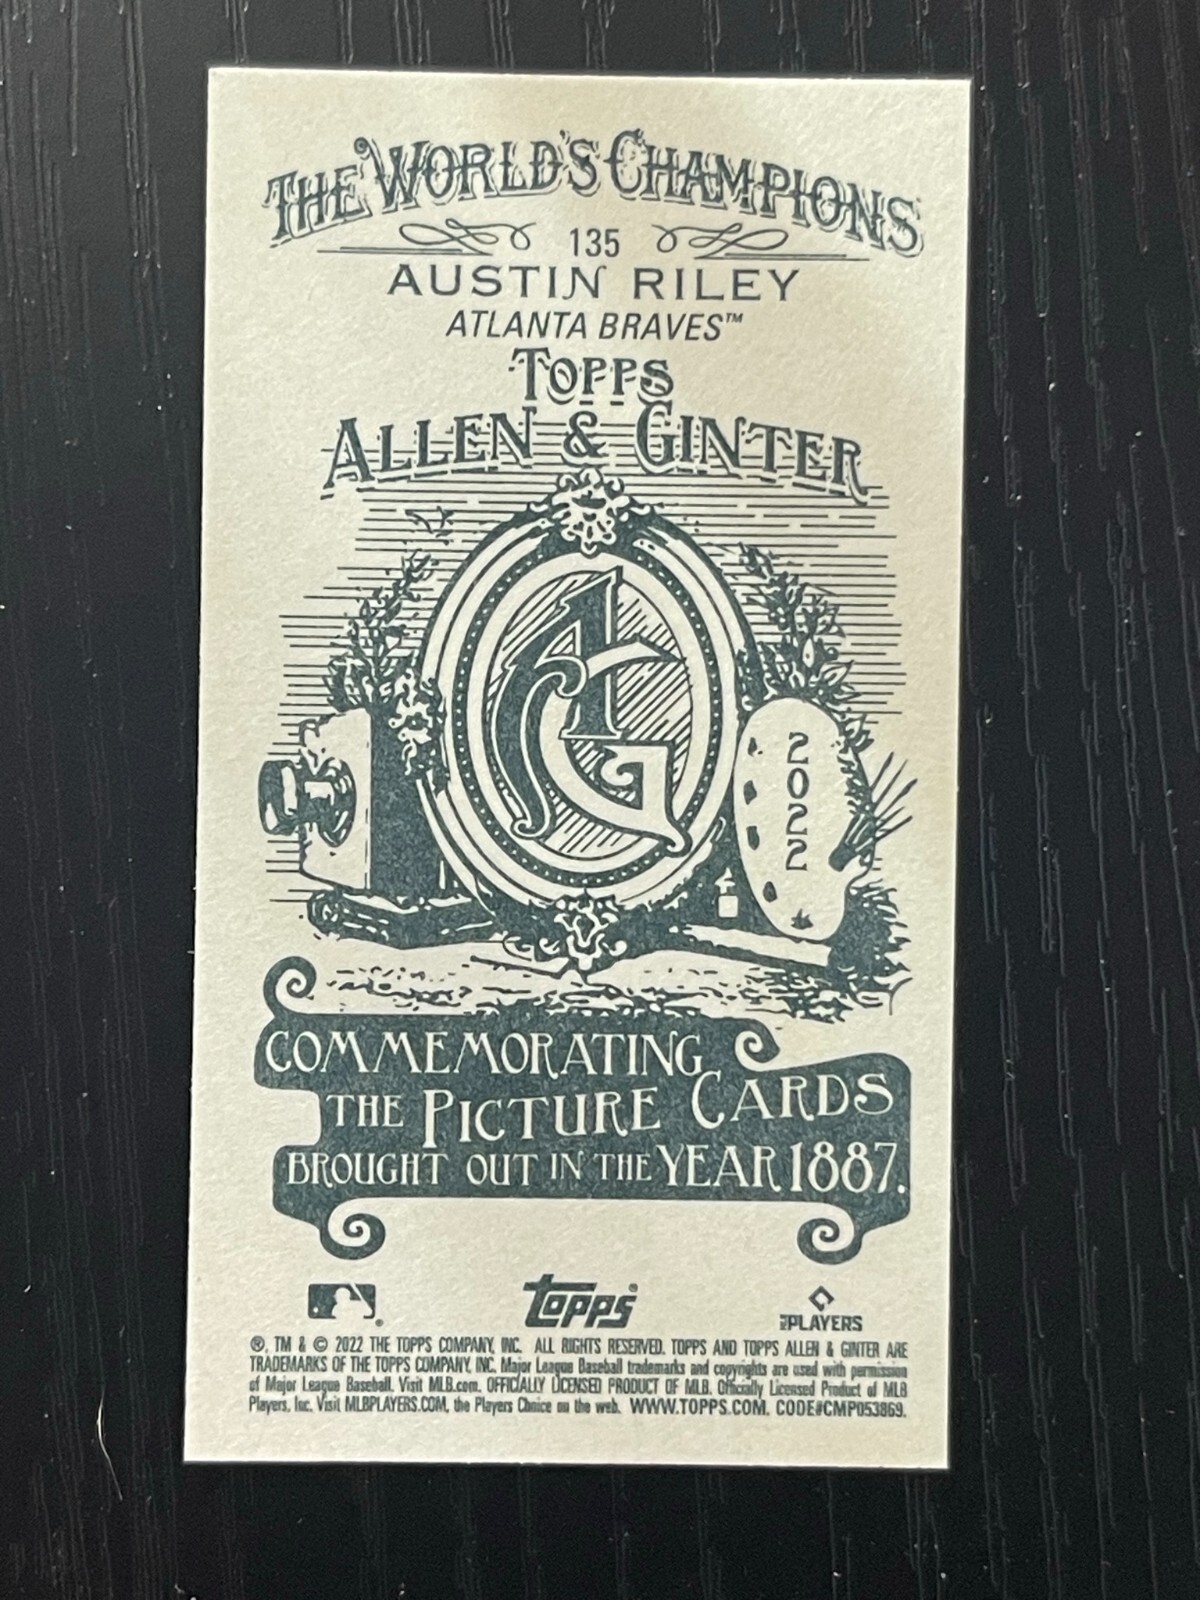 THE WORLD'S CHAMPIONS
135
AUSTIN RILEY
ATLANTA BRAVES™
TOPPS
ALLEN & GINTER
AG
2022
COMMEMORATING
THE PICTURE CARDS
BROUGHT OUT IN THE YEAR 1887.
topps®
MLBPLAYERS
®, TM & © 2022 THE TOPPS COMPANY, INC. ALL RIGHTS RESERVED. TOPPS AND TOPPS ALLEN & GINTER ARE
TRADEMARKS OF THE TOPPS COMPANY, INC. Major League Baseball trademarks and copyrights are used with permission
of Major League Baseball. Visit MLB.com. OFFICIALLY LICENSED PRODUCT OF MLB. Officially Licensed Product of MLB
Players, Inc. Visit MLBPLAYERS.COM, the Players Choice on the web. WWW.TOPPS.COM. CODE#CMP053869.